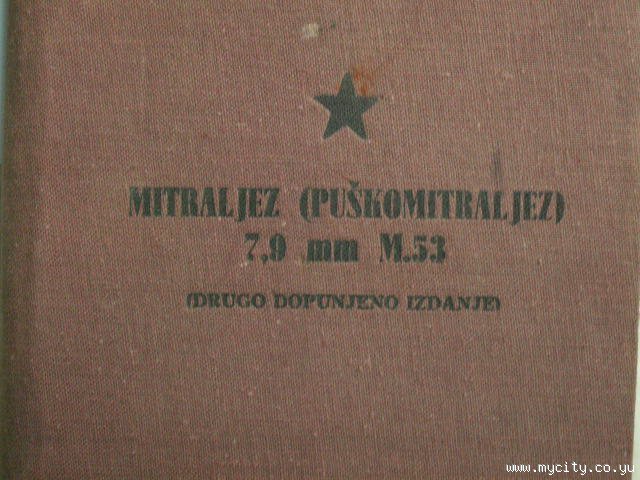 MITRALJEZ (PUŠKOMITRALJEZ)
7,9 mm M.53
(DRUGO DOPUNJENO IZDANJE)
www.mycity.co.yu